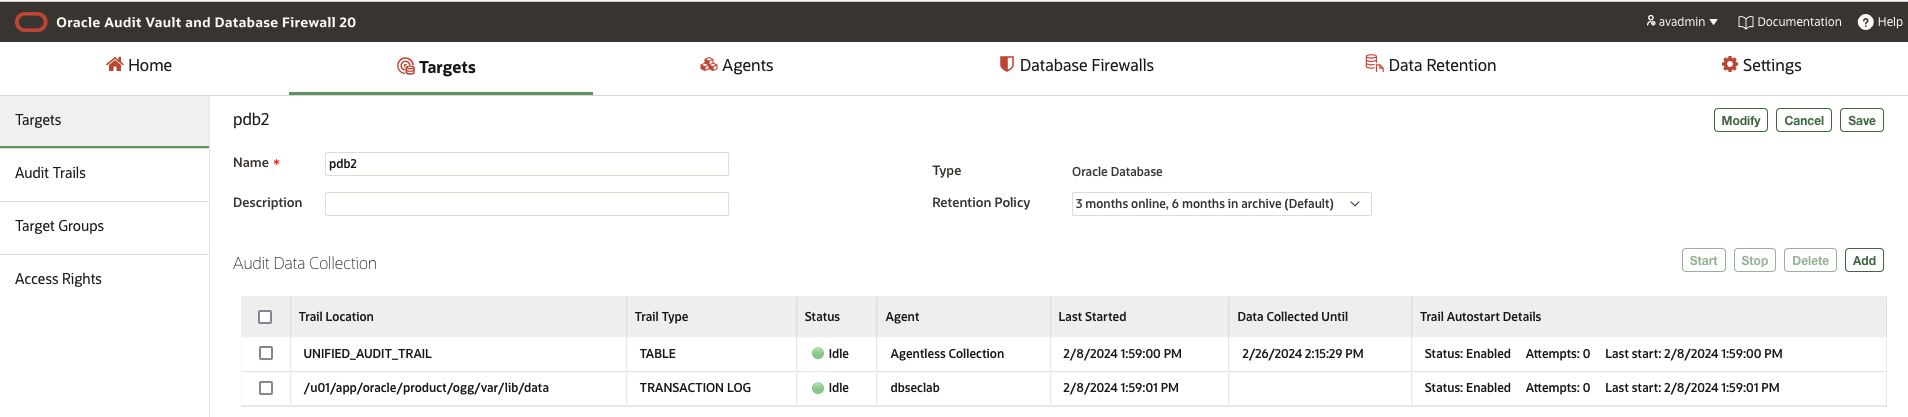 Oracle Audit Vault and Database Firewall 20
avadmin Documentation Help
Home Targets Agents Database Firewalls Data Retention Settings
Targets
Audit Trails
Target Groups
Access Rights
pdb2
Modify Cancel Save
Name * pdb2
Type Oracle Database
Description
Retention Policy 3 months online, 6 months in archive (Default)
Audit Data Collection
Start Stop Delete Add
Trail Location Trail Type Status Agent Last Started Data Collected Until Trail Autostart Details
UNIFIED_AUDIT_TRAIL TABLE Idle Agentless Collection 2/8/2024 1:59:00 PM 2/26/2024 2:15:29 PM Status: Enabled Attempts: 0 Last start: 2/8/2024 1:59:00 PM
/u01/app/oracle/product/ogg/var/lib/data TRANSACTION LOG Idle dbseclab 2/8/2024 1:59:01 PM Status: Enabled Attempts: 0 Last start: 2/8/2024 1:59:01 PM